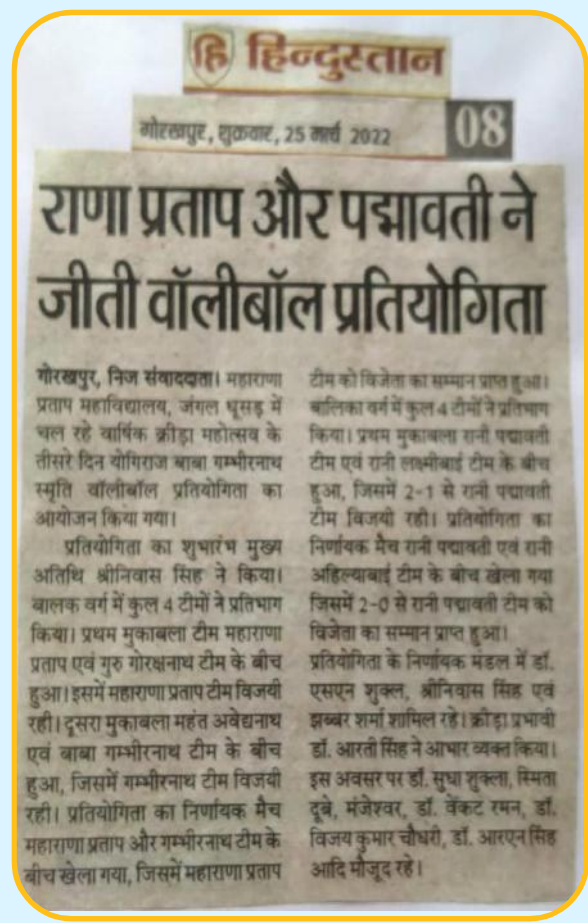 हि हिन्दुस्तान
गोरखपुर, शुक्रवार, 25 मार्च 2022
08
राणा प्रताप और पद्मावती ने
जीती वॉलीबॉल प्रतियोगिता
गोरखपुर, निज संवाददाता। महाराणा
प्रताप महाविद्यालय, जंगल धूसड़ में
चल रहे वार्षिक क्रीड़ा महोत्सव के
तीसरे दिन योगिराज बाबा गम्भीरनाथ
स्मृति वॉलीबॉल प्रतियोगिता का
आयोजन किया गया।
प्रतियोगिता का शुभारंभ मुख्य
अतिथि श्रीनिवास सिंह ने किया।
बालक वर्ग में कुल 4 टीमों ने प्रतिभाग
किया। प्रथम मुकाबला टीम महाराणा
प्रताप एवं गुरु गोरक्षनाथ टीम के बीच
हुआ। इसमें महाराणा प्रताप टीम विजयी
रही। दूसरा मुकाबला महंत अवेद्यनाथ
एवं बाबा गम्भीरनाथ टीम के बीच
हुआ, जिसमें गम्भीरनाथ टीम विजयी
रही। प्रतियोगिता का निर्णायक मैच
महाराणा प्रताप और गम्भीरनाथ टीम के
बीच खेला गया, जिसमें महाराणा प्रताप
टीम को विजेता का सम्मान प्राप्त हुआ।
बालिका वर्ग में कुल 4 टीमों ने प्रतिभाग
किया। प्रथम मुकाबला रानी पद्मावती
टीम एवं रानी लक्ष्मीबाई टीम के बीच
हुआ, जिसमें 2-1 से रानी पद्मावती
टीम विजयी रही। प्रतियोगिता का
निर्णायक मैच रानी पद्मावती एवं रानी
अहिल्याबाई टीम के बीच खेला गया
जिसमें 2-0 से रानी पद्मावती टीम को
विजेता का सम्मान प्राप्त हुआ।
प्रतियोगिता के निर्णायक मंडल में डॉ.
एसएन शुक्ल, श्रीनिवास सिंह एवं
झब्बर शर्मा शामिल रहे। क्रीड़ा प्रभावी
डॉ. आरती सिंह ने आभार व्यक्त किया।
इस अवसर पर डॉ. सुधा शुक्ला, स्मिता
दूबे, मंजेश्वर, डॉ. वेंकट रमन, डॉ.
विजय कुमार चौधरी, डॉ. आरएन सिंह
आदि मौजूद रहे।